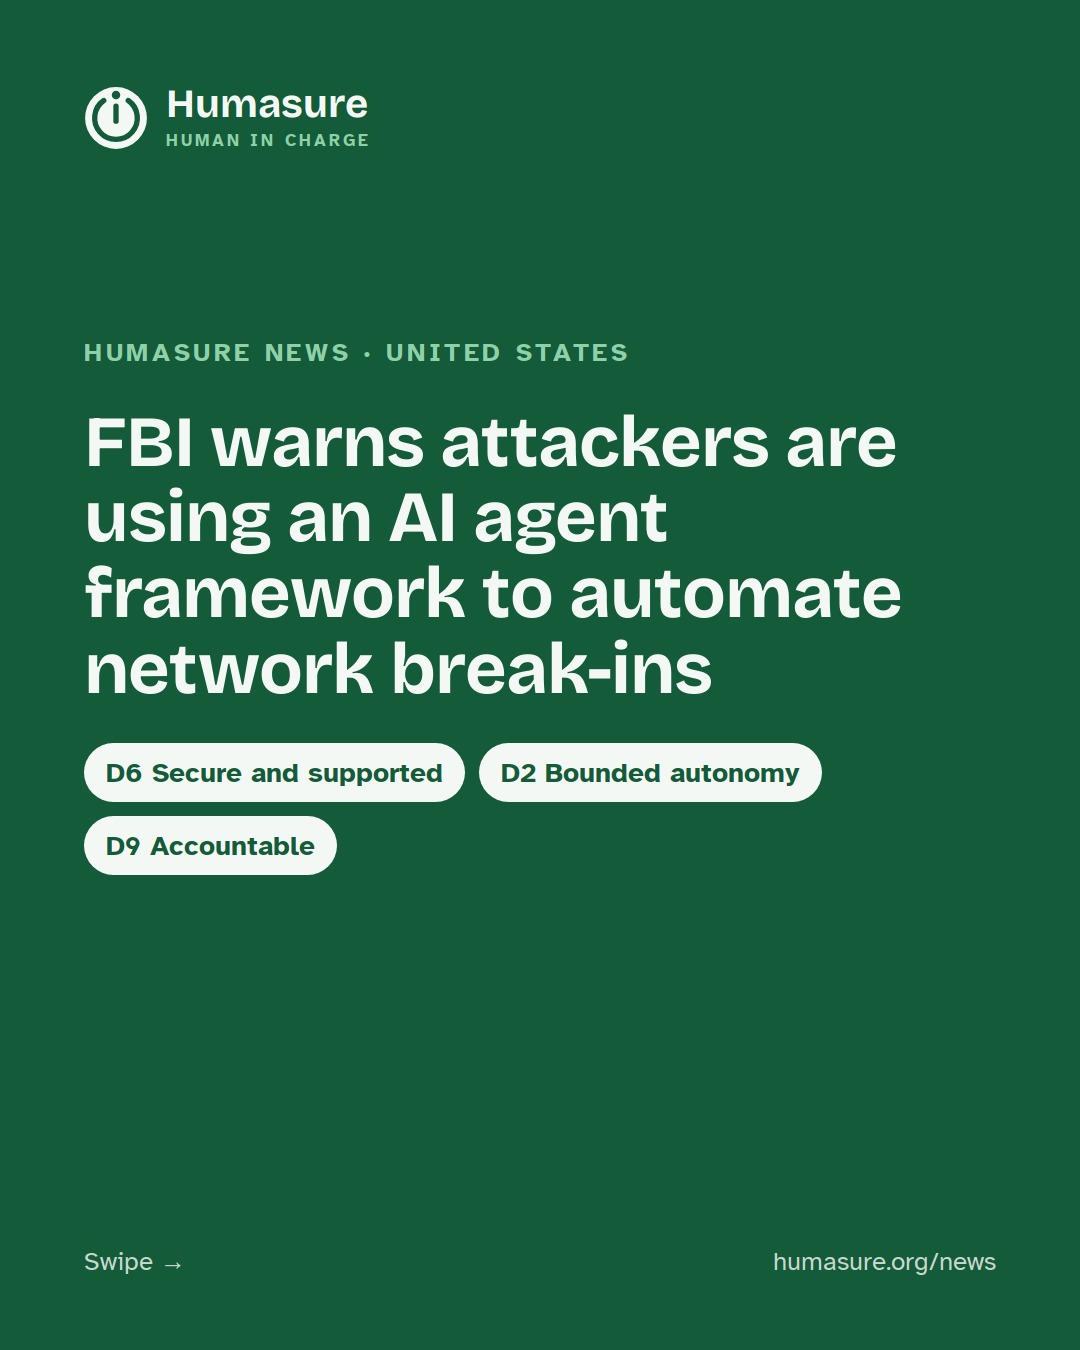 Humasure
HUMAN IN CHARGE
HUMASURE NEWS · UNITED STATES
FBI warns attackers are
using an AI agent
framework to automate
network break-ins
D6 Secure and supported
D2 Bounded autonomy
D9 Accountable
Swipe →
humasure.org/news